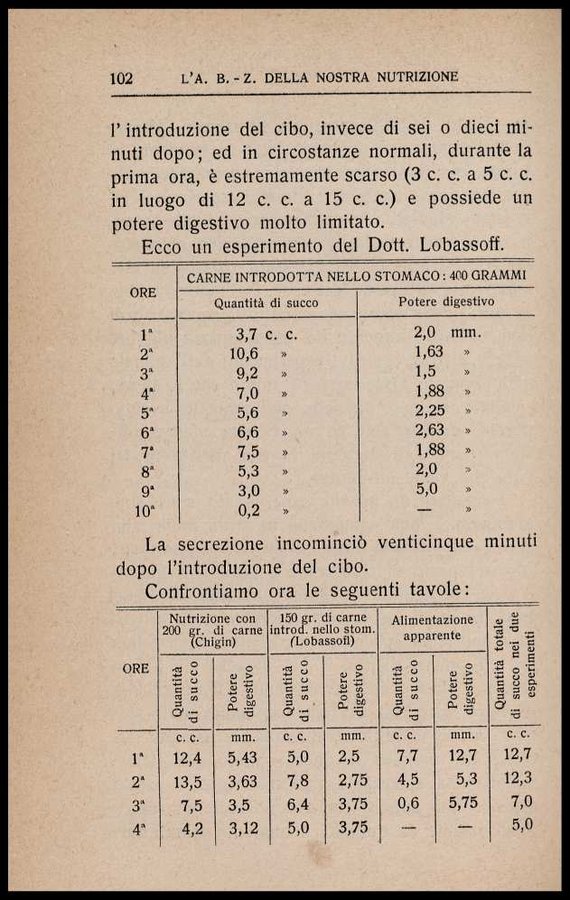 102 L'A. B. - Z. DELLA NOSTRA NUTRIZIONE
l' introduzione del cibo, invece di sei o dieci mi-
nuti dopo; ed in circostanze normali, durante la
prima ora, è estremamente scarso (3 c. c. a 5 c. c.
in luogo di 12 c. c. a 15 c. c.) e possiede un
potere digestivo molto limitato.
Ecco un esperimento del Dott. Lobassoff.
ORE CARNE INTRODOTTA NELLO STOMACO: 400 GRAMMI
Quantità di succo Potere digestivo
1ª 3,7 c. c. 2,0 mm.
2ª 10,6 » 1,63 »
3ª 9,2 » 1,5 »
4ª 7,0 » 1,88 »
5ª 5,6 » 2,25 »
6ª 6,6 » 2,63 »
7ª 7,5 » 1,88 »
8ª 5,3 » 2,0 »
9ª 3,0 » 5,0 »
10ª 0,2 » — »
La secrezione incominciò venticinque minuti
dopo l'introduzione del cibo.
Confrontiamo ora le seguenti tavole:
ORE
Nutrizione con
200 gr. di carne
(Chigin)
150 gr. di carne
introd. nello stom.
(Lobassoff)
Alimentazione
apparente
Quantità totale
di succo nei due
esperimenti
Quantità
di succo
Potere
digestivo
Quantità
di succo
Potere
digestivo
Quantità
di succo
Potere
digestivo
c. c. mm. c. c. mm. c. c. mm. c. c.
1ª 12,4 5,43 5,0 2,5 7,7 12,7 12,7
2ª 13,5 3,63 7,8 2,75 4,5 5,3 12,3
3ª 7,5 3,5 6,4 3,75 0,6 5,75 7,0
4ª 4,2 3,12 5,0 3,75 — — 5,0